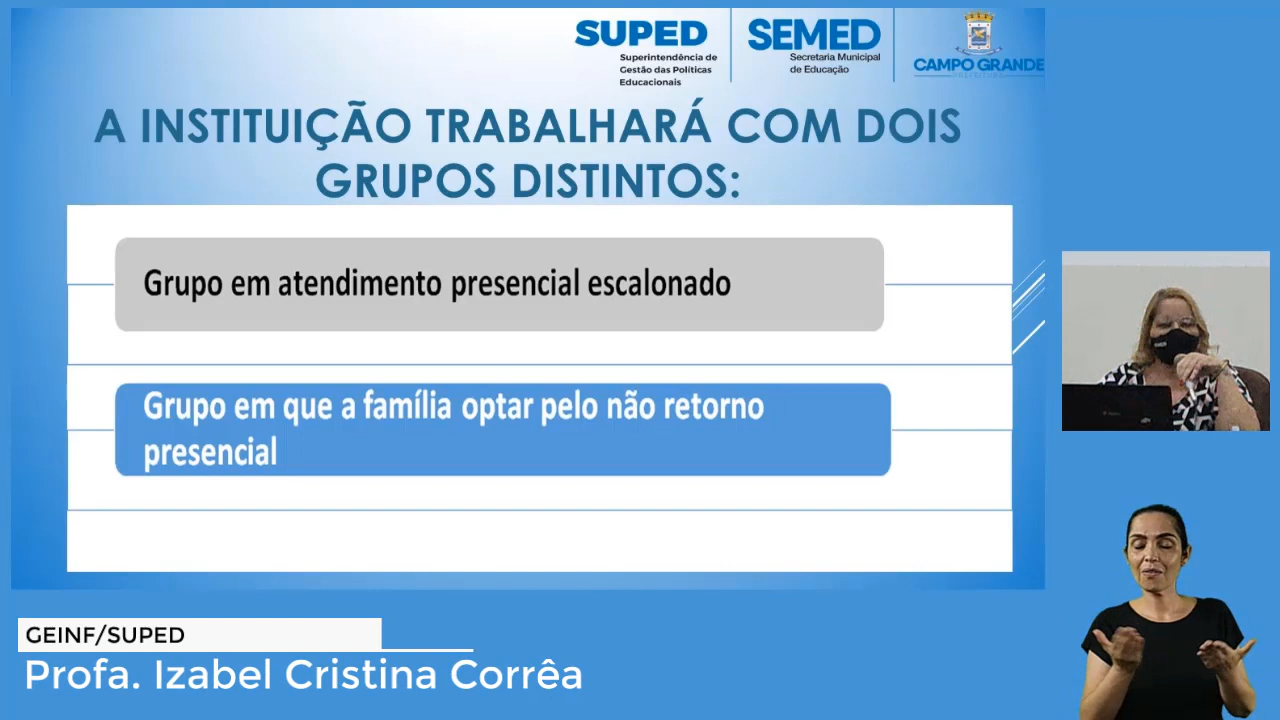 SUPED
Superintendência de
Gestão das Políticas
Educacionais
SEMED
Secretaria Municipal
de Educação
CAMPO GRANDE
PREFEITURA
A INSTITUIÇÃO TRABALHARÁ COM DOIS
GRUPOS DISTINTOS:
Grupo em atendimento presencial escalonado
Grupo em que a família optar pelo não retorno
presencial
GEINF/SUPED
Profa. Izabel Cristina Corrêa